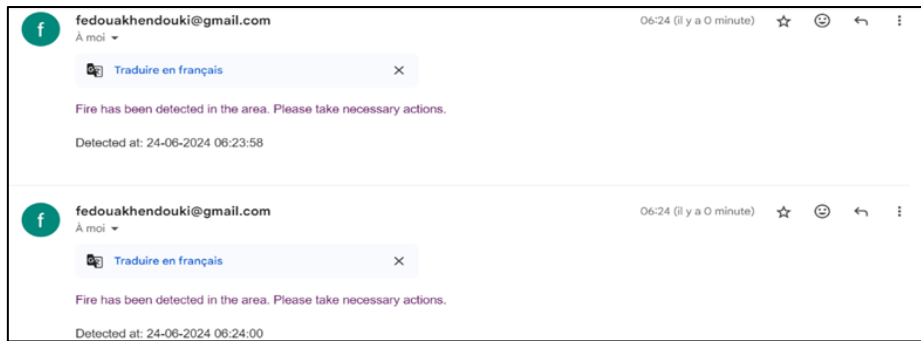 fedouakhendouki@gmail.com 06:24 (il y a 0 minute)
À moi
Traduire en français
Fire has been detected in the area. Please take necessary actions.
Detected at: 24-06-2024 06:23:58
fedouakhendouki@gmail.com 06:24 (il y a 0 minute)
À moi
Traduire en français
Fire has been detected in the area. Please take necessary actions.
Detected at: 24-06-2024 06:24:00